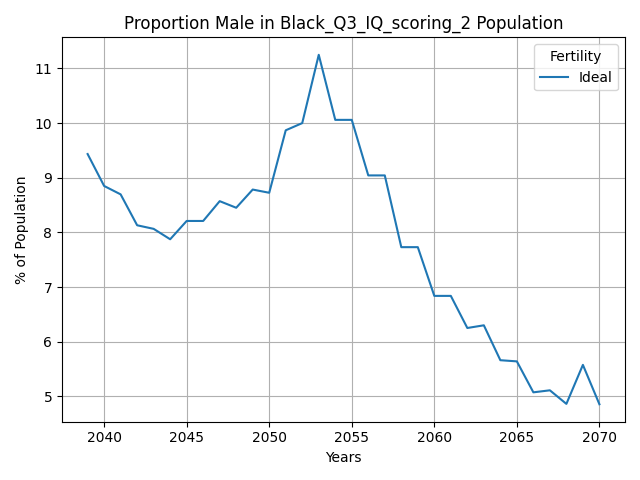 Proportion Male in Black_Q3_IQ_scoring_2 Population
Fertility
Ideal
11
10
9
8
7
6
5
% of Population
2040 2045 2050 2055 2060 2065 2070
Years